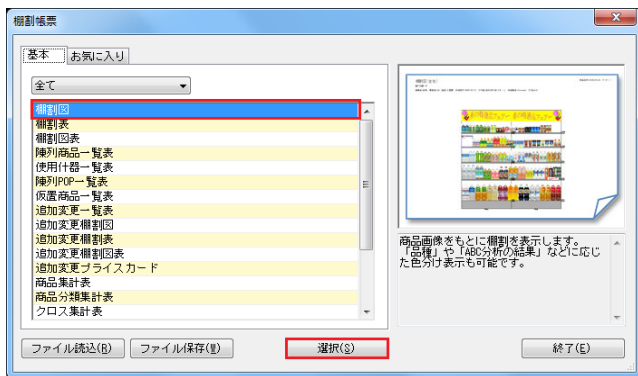 棚割帳票
基本
お気に入り
全て
棚割図
棚割表
棚割図表
陳列商品一覧表
使用什器一覧表
陳列POP一覧表
仮置商品一覧表
追加変更一覧表
追加変更棚割図
追加変更棚割表
追加変更棚割図表
追加変更プライスカード
商品集計表
商品分類集計表
クロス集計表
商品画像をもとに棚割を表示します。
「品種」や「ABC分析の結果」などに応じ
た色分け表示も可能です。
ファイル読込(R)
ファイル保存(W)
選択(S)
終了(E)